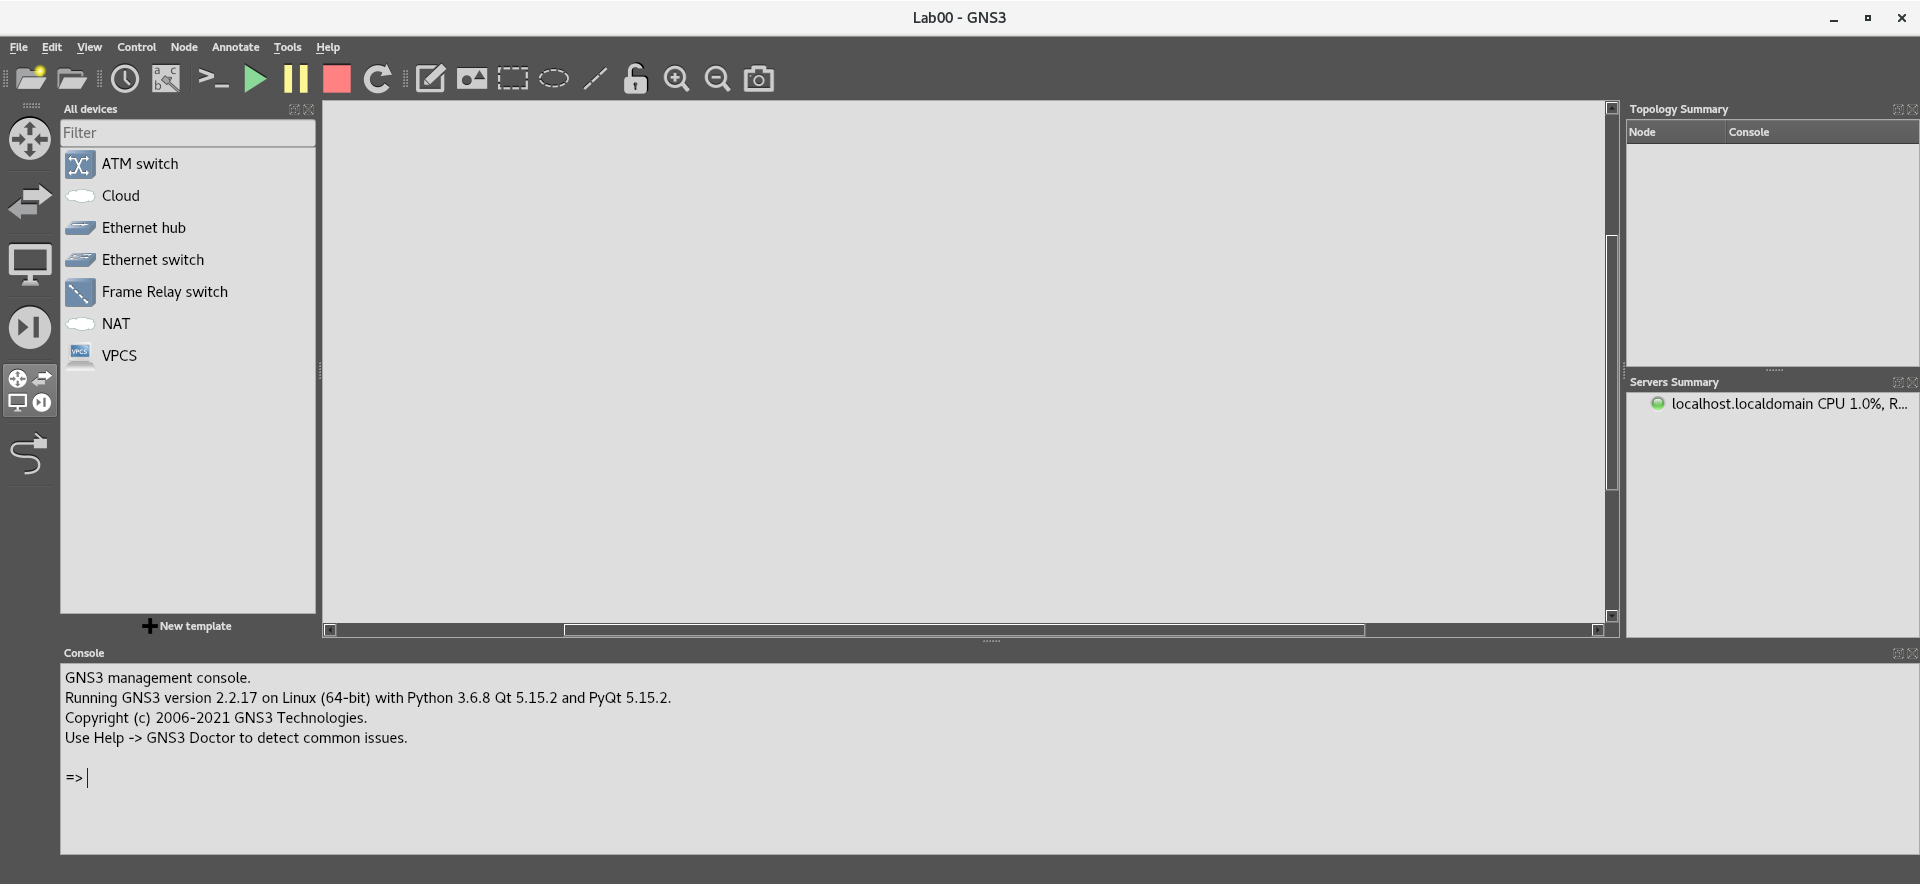 Lab00 - GNS3
File Edit View Control Node Annotate Tools Help
All devices
Filter
ATM switch
Cloud
Ethernet hub
Ethernet switch
Frame Relay switch
NAT
VPCS
VPCS
New template
Topology Summary
Node Console
Servers Summary
localhost.localdomain CPU 1.0%, R...
Console
GNS3 management console.
Running GNS3 version 2.2.17 on Linux (64-bit) with Python 3.6.8 Qt 5.15.2 and PyQt 5.15.2.
Copyright (c) 2006-2021 GNS3 Technologies.
Use Help -> GNS3 Doctor to detect common issues.
=>